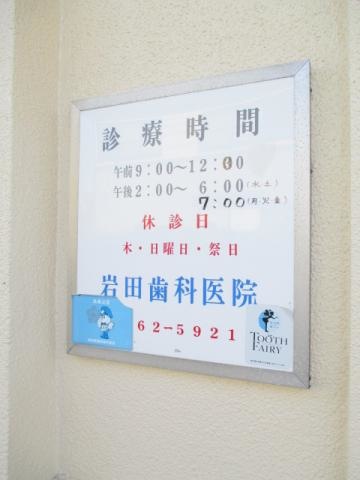 診療時間
午前9:00～12:00
午後2:00～ 6:00(水・土)
7:00(月・火・金)
休診日
木・日曜日・祭日
岩田歯科医院
62-5921
TOOTH
FAIRY